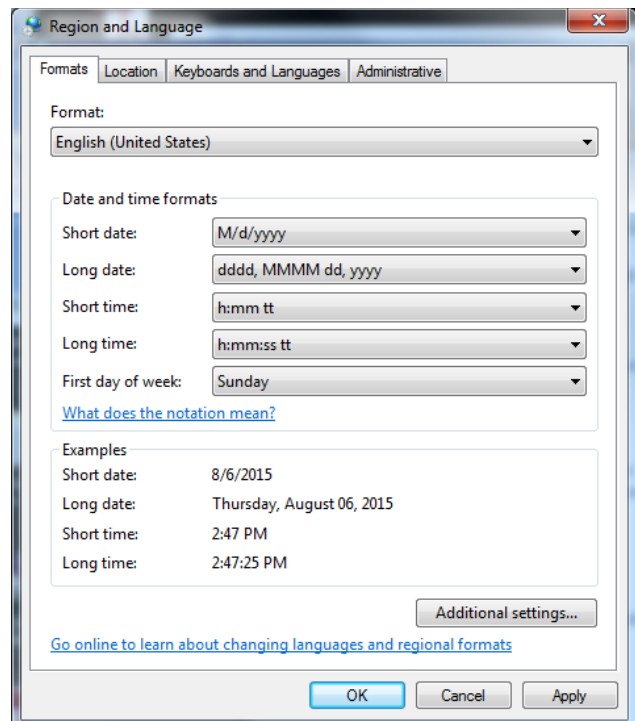 Region and Language
Formats Location Keyboards and Languages Administrative
Format:
English (United States)
Date and time formats
Short date: M/d/yyyy
Long date: dddd, MMMM dd, yyyy
Short time: h:mm tt
Long time: h:mm:ss tt
First day of week: Sunday
What does the notation mean?
Examples
Short date: 8/6/2015
Long date: Thursday, August 06, 2015
Short time: 2:47 PM
Long time: 2:47:25 PM
Additional settings...
Go online to learn about changing languages and regional formats
OK Cancel Apply